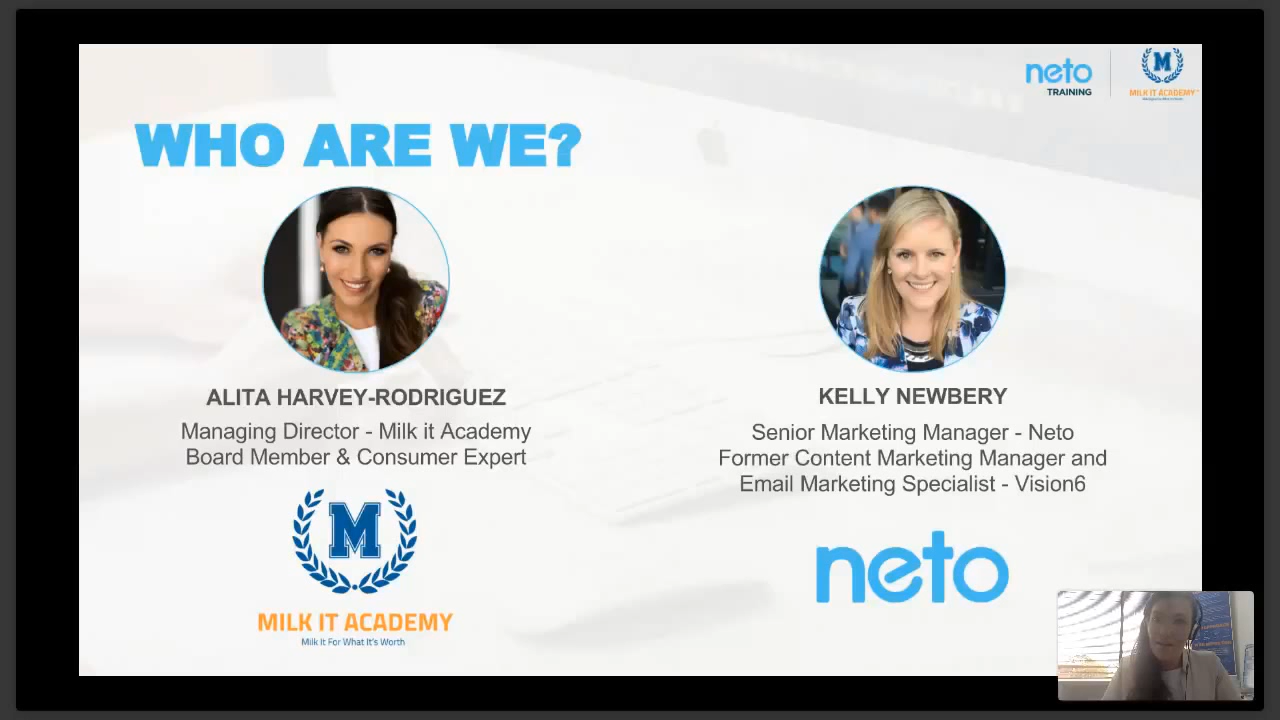 neto
TRAINING
M
MILK IT ACADEMY
WHO ARE WE?
ALITA HARVEY-RODRIGUEZ
Managing Director - Milk it Academy
Board Member & Consumer Expert
M
MILK IT ACADEMY
Milk It For What It's Worth
KELLY NEWBERY
Senior Marketing Manager - Neto
Former Content Marketing Manager and
Email Marketing Specialist - Vision6
neto